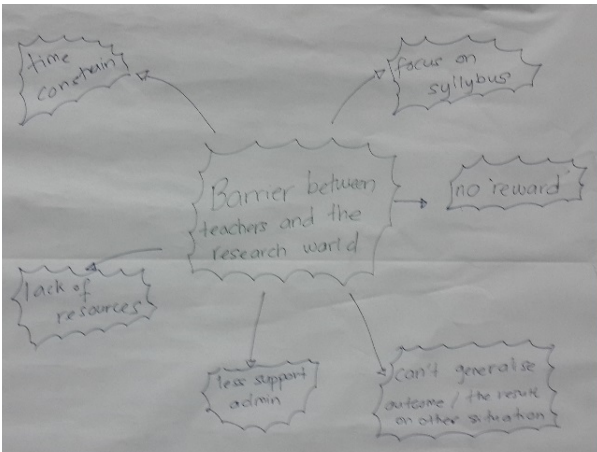 time
constrain
focus on
syllybus
Barrier between
teachers and the
research world
no 'reward'
lack of
resources
less support
admin
can't generalise
outcome / the result
on other situation